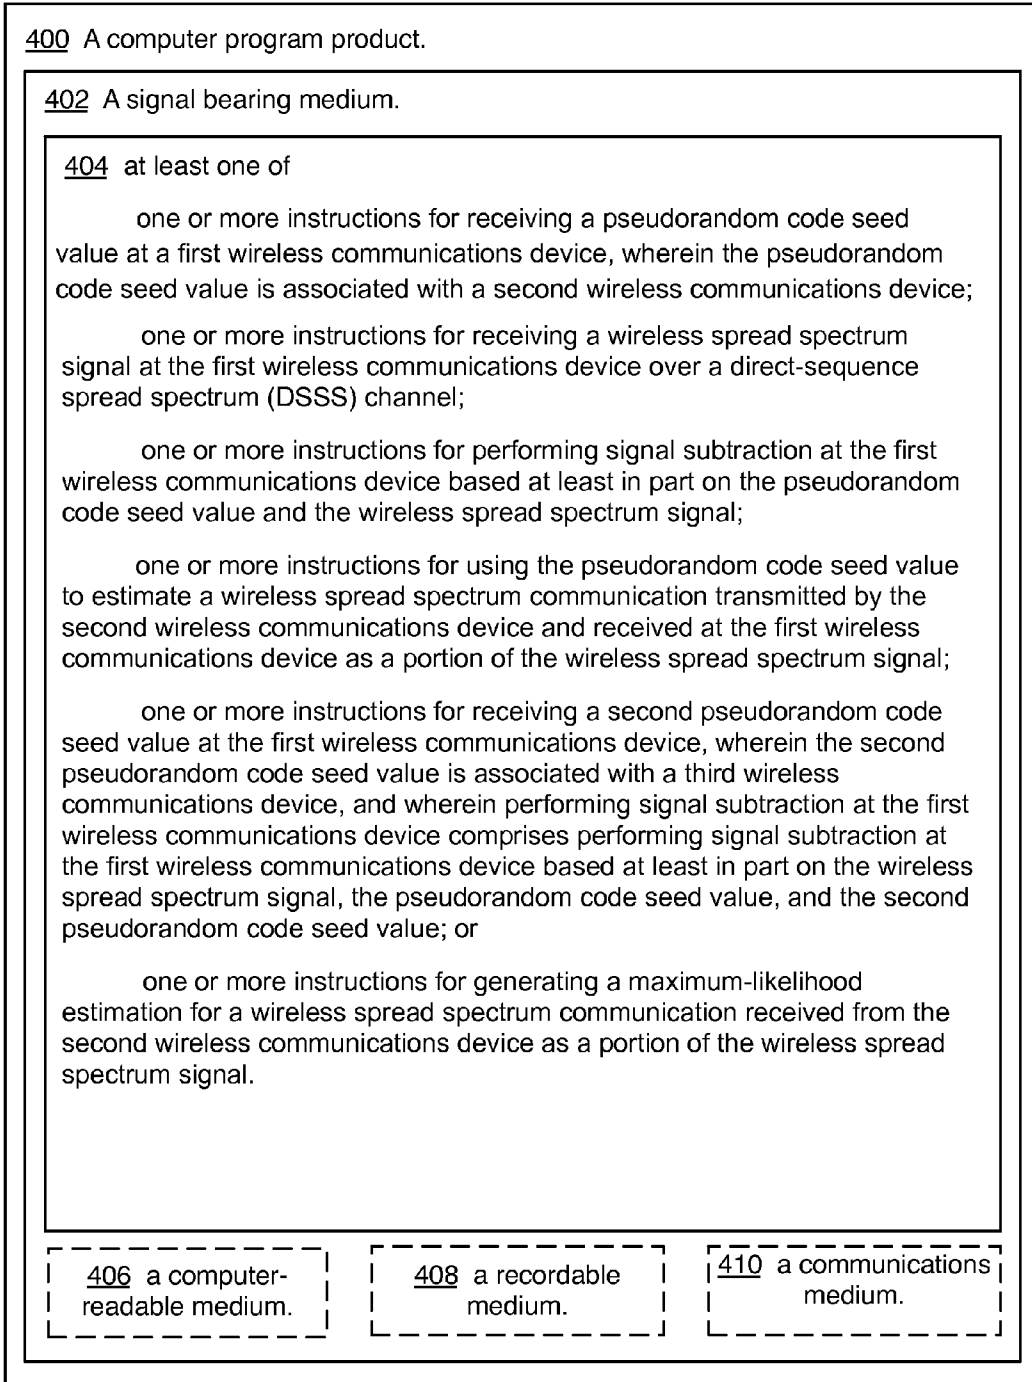 400 A computer program product.
402 A signal bearing medium.
404 at least one of
one or more instructions for receiving a pseudorandom code seed
value at a first wireless communications device, wherein the pseudorandom
code seed value is associated with a second wireless communications device;
one or more instructions for receiving a wireless spread spectrum
signal at the first wireless communications device over a direct-sequence
spread spectrum (DSSS) channel;
one or more instructions for performing signal subtraction at the first
wireless communications device based at least in part on the pseudorandom
code seed value and the wireless spread spectrum signal;
one or more instructions for using the pseudorandom code seed value
to estimate a wireless spread spectrum communication transmitted by the
second wireless communications device and received at the first wireless
communications device as a portion of the wireless spread spectrum signal;
one or more instructions for receiving a second pseudorandom code
seed value at the first wireless communications device, wherein the second
pseudorandom code seed value is associated with a third wireless
communications device, and wherein performing signal subtraction at the first
wireless communications device comprises performing signal subtraction at
the first wireless communications device based at least in part on the wireless
spread spectrum signal, the pseudorandom code seed value, and the second
pseudorandom code seed value; or
one or more instructions for generating a maximum-likelihood
estimation for a wireless spread spectrum communication received from the
second wireless communications device as a portion of the wireless spread
spectrum signal.
406 a computer-
readable medium.
408 a recordable
medium.
410 a communications
medium.